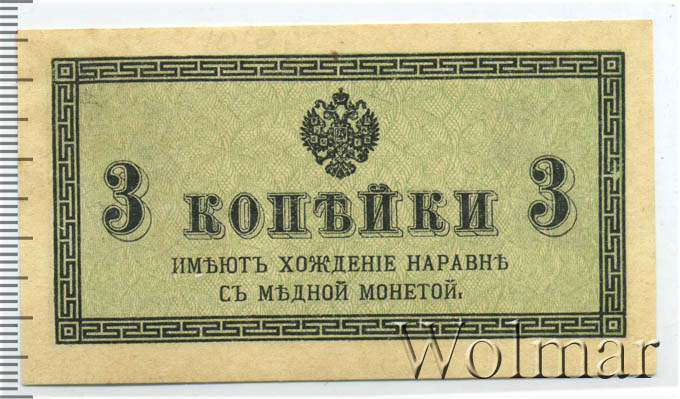 3 КОПѢЙКИ 3
ИМѢЮТЪ ХОЖДЕНІЕ НАРАВНѢ
СЪ МѢДНОЙ МОНЕТОЙ.
Wolmar